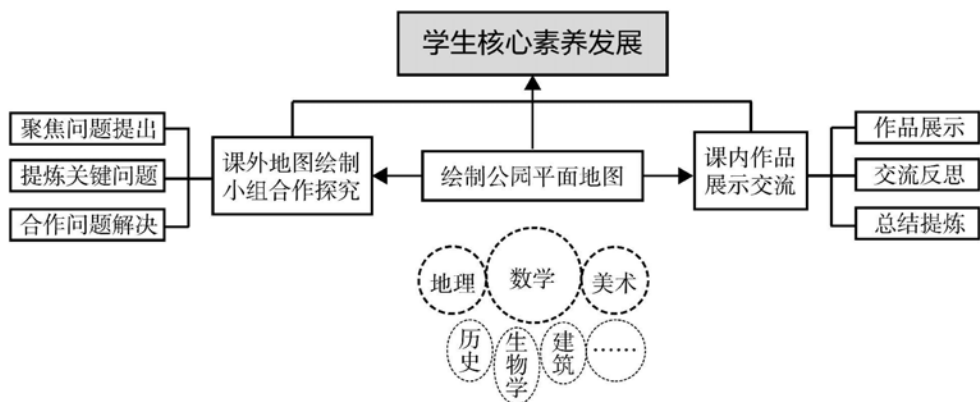 学生核心素养发展
聚焦问题提出
提炼关键问题
合作问题解决
课外地图绘制
小组合作探究
绘制公园平面地图
课内作品
展示交流
作品展示
交流反思
总结提炼
地理
数学
美术
历史
生物学
建筑
……